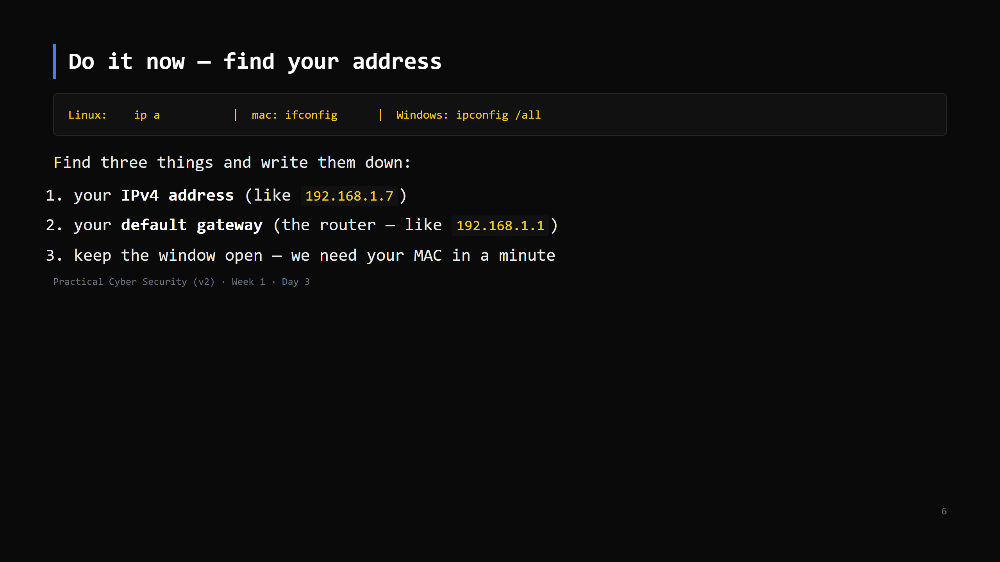 Do it now — find your address
Linux:    ip a           |  mac: ifconfig      |  Windows: ipconfig /all
Find three things and write them down:
1. your IPv4 address (like 192.168.1.7)
2. your default gateway (the router — like 192.168.1.1)
3. keep the window open — we need your MAC in a minute
Practical Cyber Security (v2) · Week 1 · Day 3
6